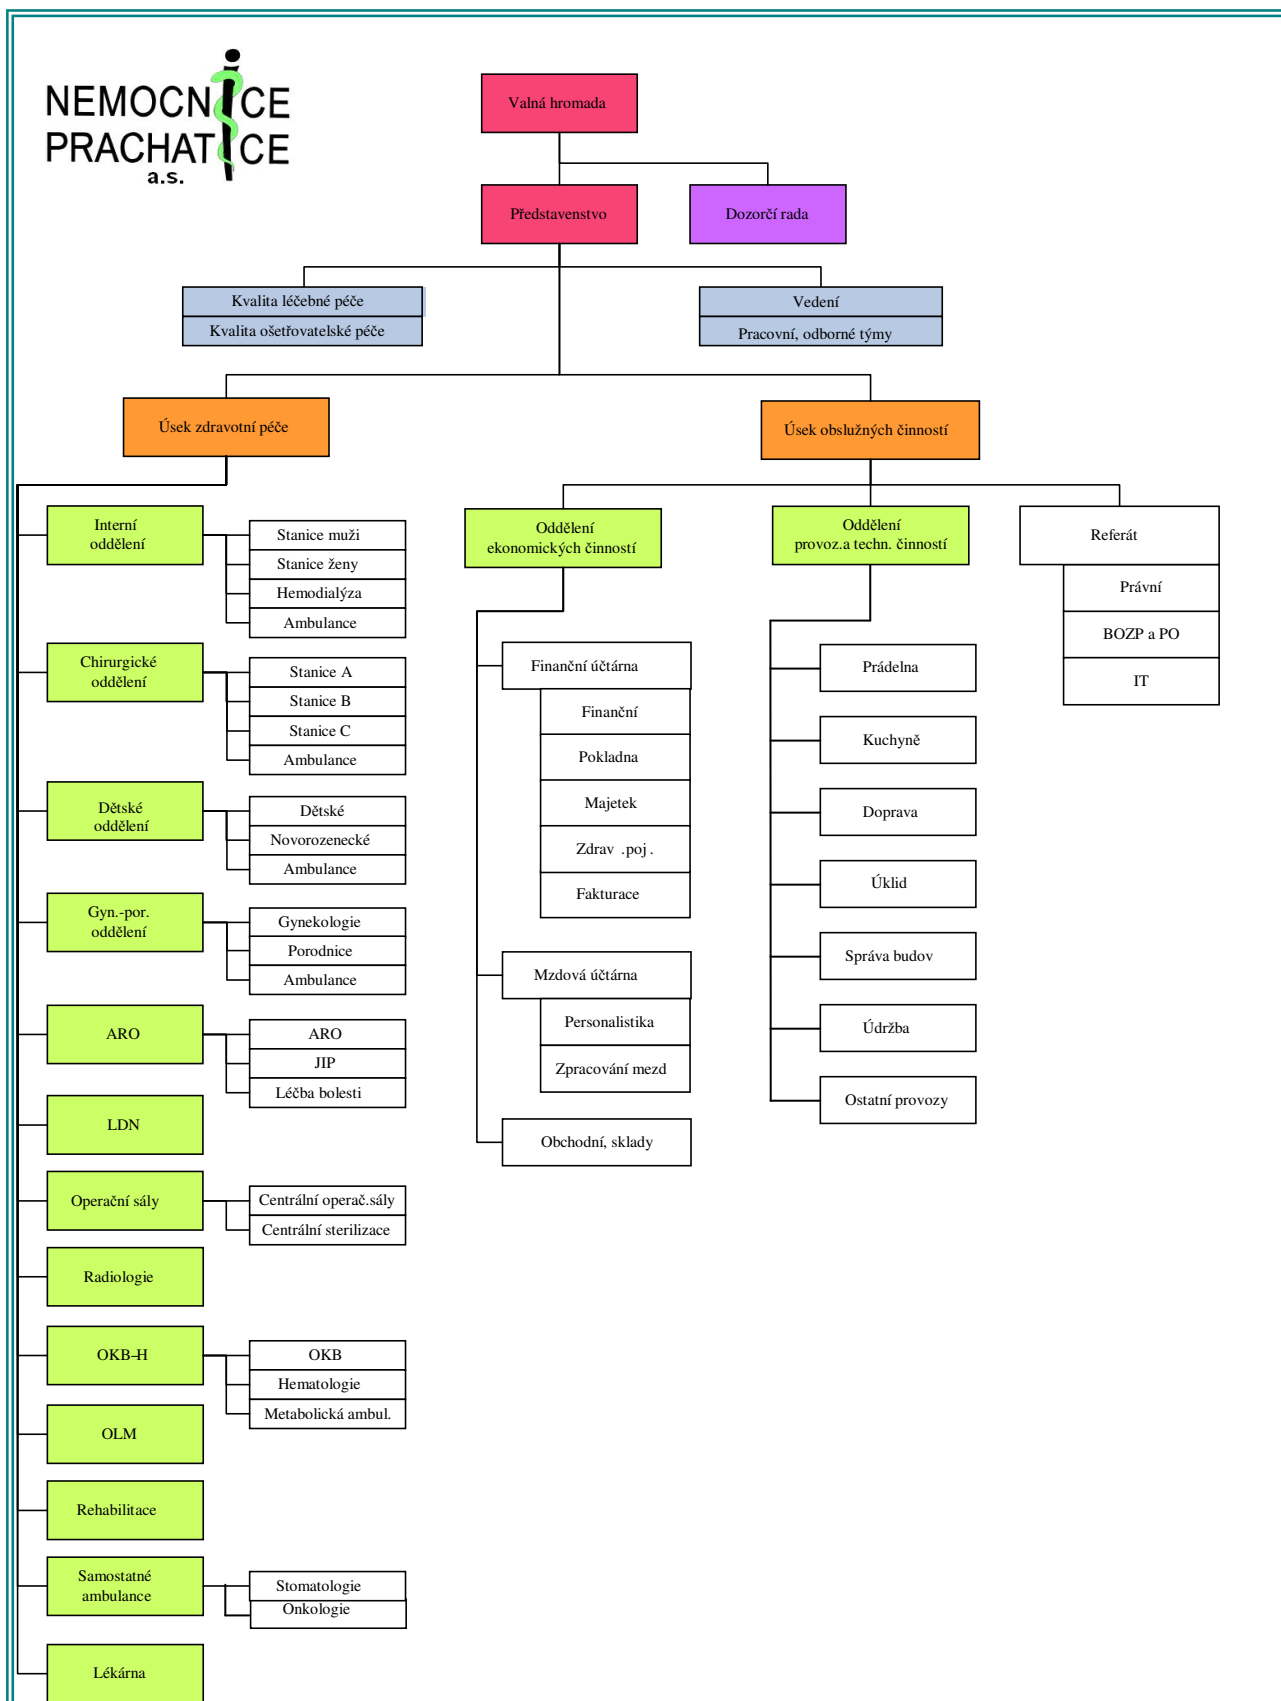 NEMOCNICE
PRACHATICE
a.s.
Valná hromada
Představenstvo
Dozorčí rada
Kvalita léčebné péče
Kvalita ošetřovatelské péče
Vedení
Pracovní, odborné týmy
Úsek zdravotní péče
Úsek obslužných činností
Interní
oddělení
Stanice muži
Stanice ženy
Hemodialýza
Ambulance
Chirurgické
oddělení
Stanice A
Stanice B
Stanice C
Ambulance
Dětské
oddělení
Dětské
Novorozenecké
Ambulance
Gyn.-por.
oddělení
Gynekologie
Porodnice
Ambulance
ARO
ARO
JIP
Léčba bolesti
LDN
Operační sály
Centrální operač.sály
Centrální sterilizace
Radiologie
OKB-H
OKB
Hematologie
Metabolická ambul.
OLM
Rehabilitace
Samostatné
ambulance
Stomatologie
Onkologie
Lékárna
Oddělení
ekonomických činností
Finanční účtárna
Finanční
Pokladna
Majetek
Zdrav .poj.
Fakturace
Mzdová účtárna
Personalistika
Zpracování mezd
Obchodní, sklady
Oddělení
provoz.a techn. činností
Prádelna
Kuchyně
Doprava
Úklid
Správa budov
Údržba
Ostatní provozy
Referát
Právní
BOZP a PO
IT